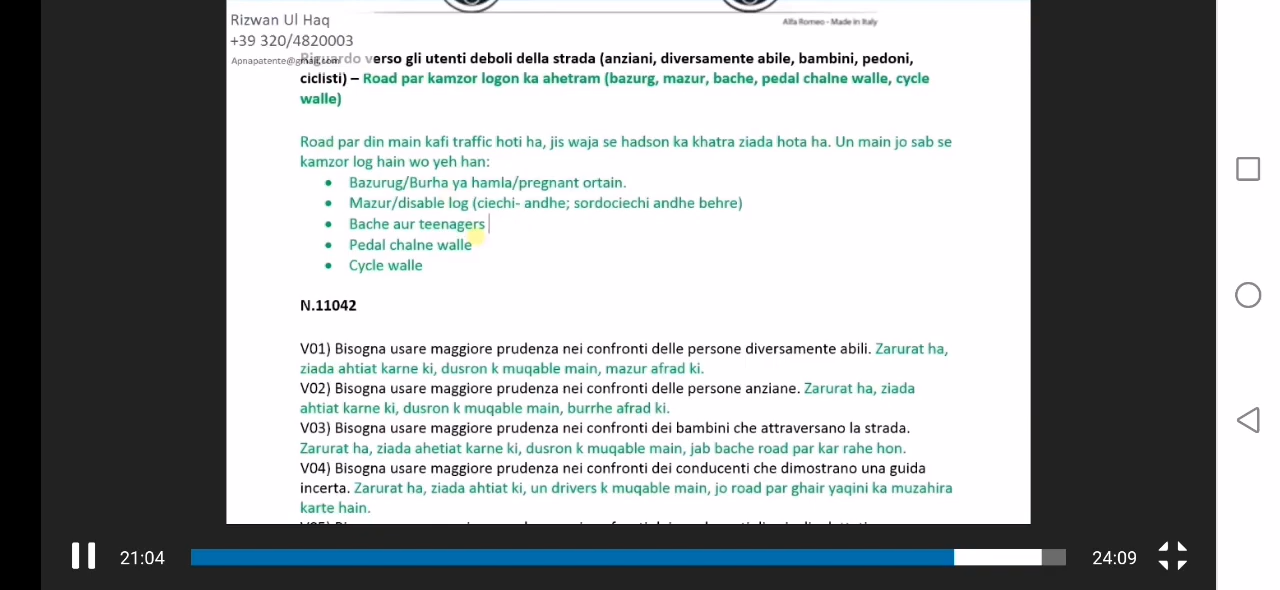 Alfa Romeo - Made in Italy
Rizwan Ul Haq
+39 320/4820003
Apnapatente@gmail.com
Riguardo verso gli utenti deboli della strada (anziani, diversamente abile, bambini, pedoni,
ciclisti) – Road par kamzor logon ka ahetram (bazurg, mazur, bache, pedal chalne walle, cycle
walle)
Road par din main kafi traffic hoti ha, jis waja se hadson ka khatra ziada hota ha. Un main jo sab se
kamzor log hain wo yeh han:
• Bazurug/Burha ya hamla/pregnant ortain.
• Mazur/disable log (ciechi- andhe; sordociechi andhe behre)
• Bache aur teenagers
• Pedal chalne walle
• Cycle walle
N.11042
V01) Bisogna usare maggiore prudenza nei confronti delle persone diversamente abili. Zarurat ha,
ziada ahtiat karne ki, dusron k muqable main, mazur afrad ki.
V02) Bisogna usare maggiore prudenza nei confronti delle persone anziane. Zarurat ha, ziada
ahtiat karne ki, dusron k muqable main, burrhe afrad ki.
V03) Bisogna usare maggiore prudenza nei confronti dei bambini che attraversano la strada.
Zarurat ha, ziada ahetiat karne ki, dusron k muqable main, jab bache road par kar rahe hon.
V04) Bisogna usare maggiore prudenza nei confronti dei conducenti che dimostrano una guida
incerta. Zarurat ha, ziada ahtiat ki, un drivers k muqable main, jo road par ghair yaqini ka muzahira
karte hain.
21:04
24:09